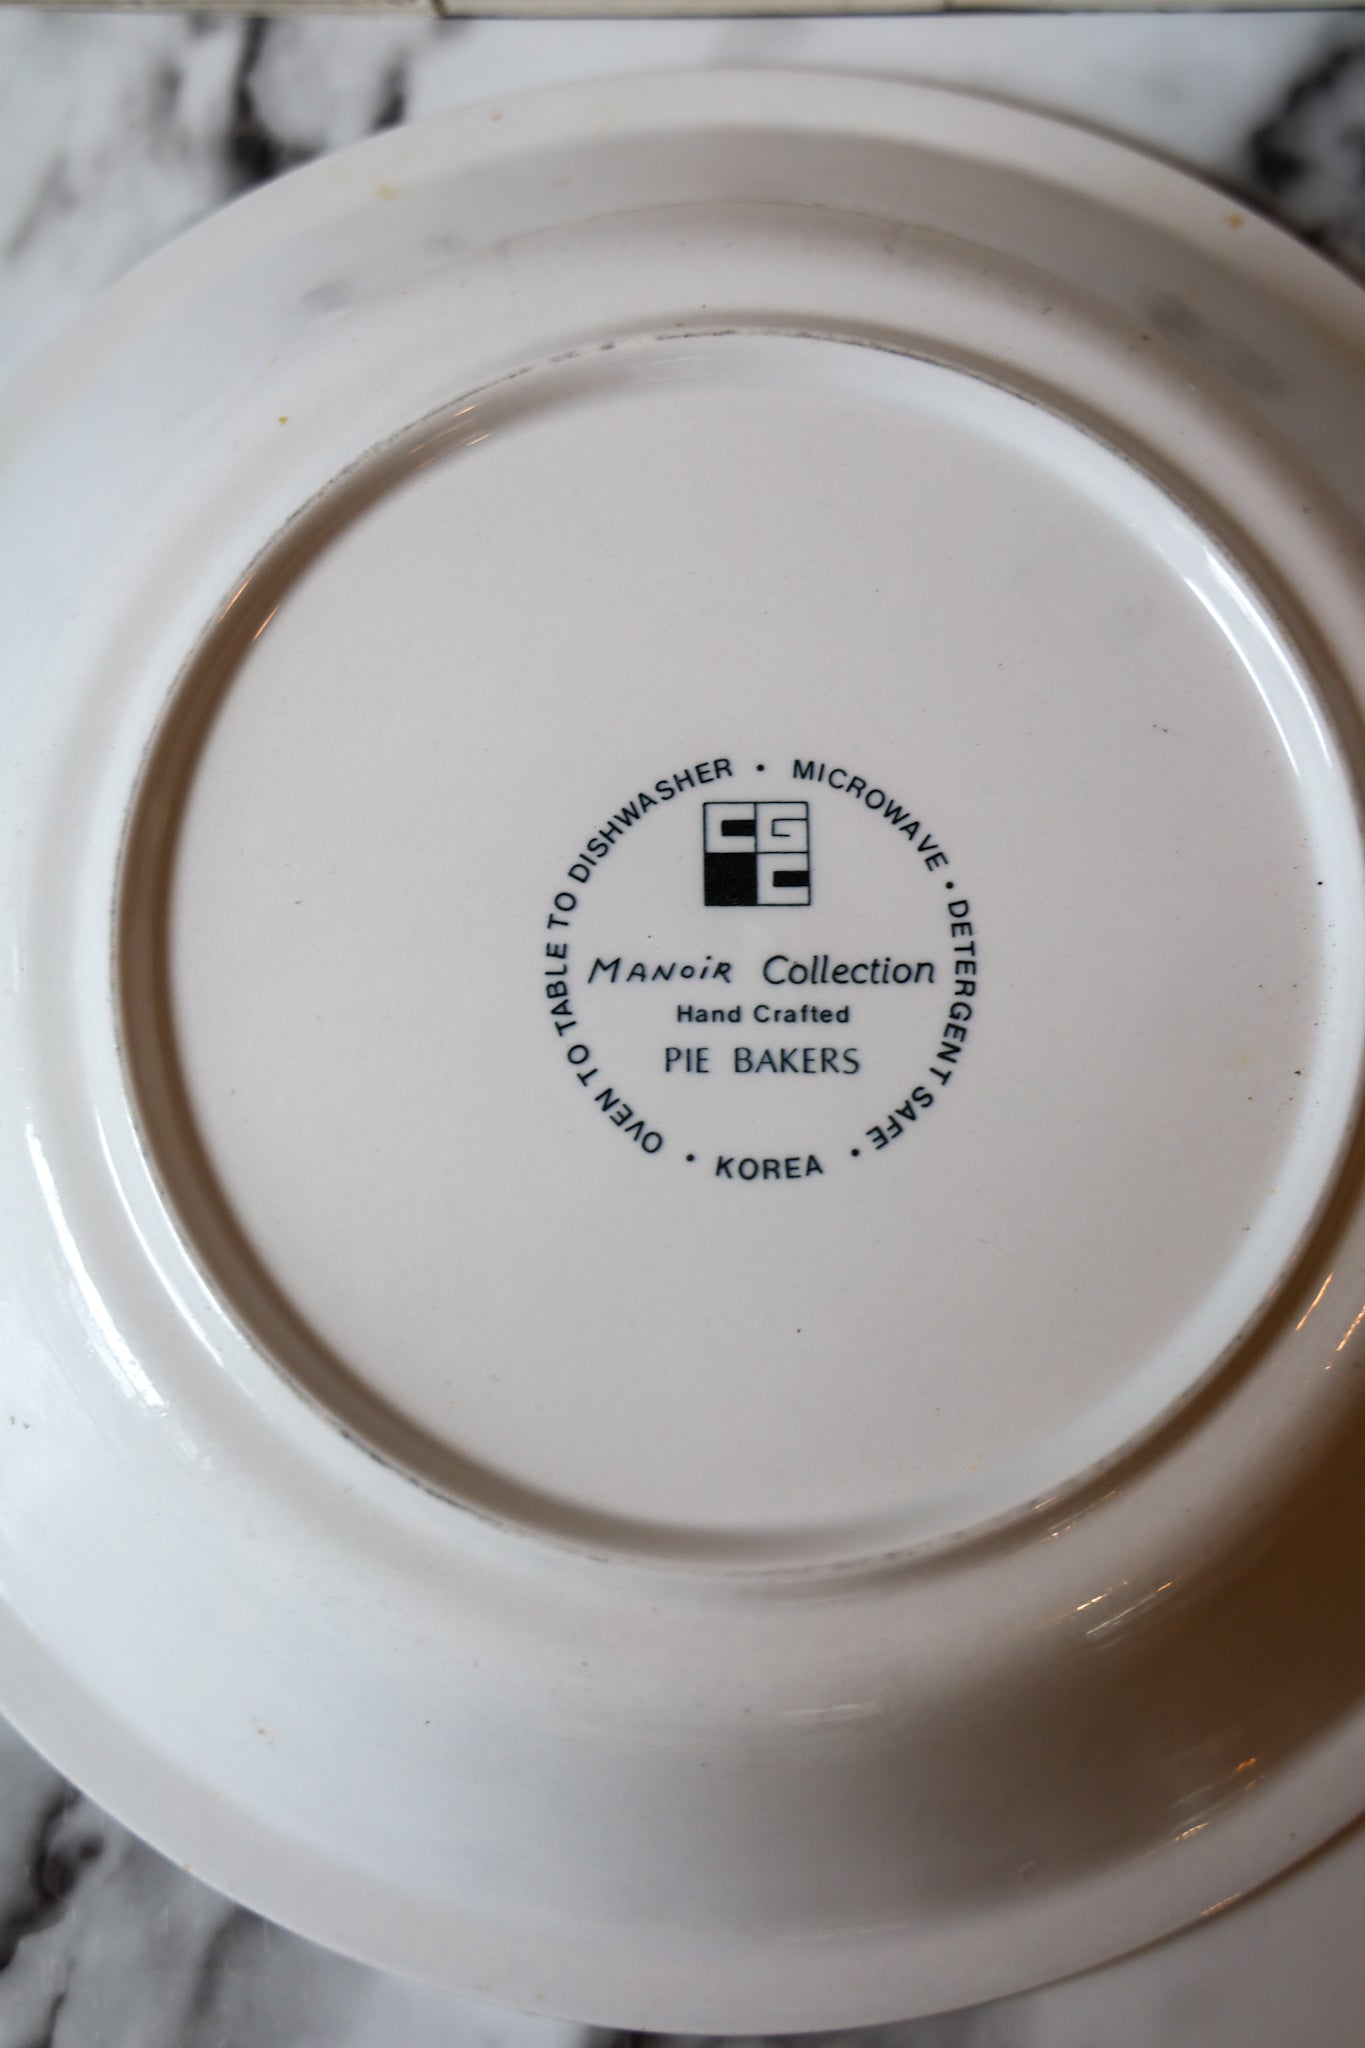 OVEN TO TABLE TO DISHWASHER • MICROWAVE • DETERGENT SAFE • KOREA •
CGC
MANOIR Collection
Hand Crafted
PIE BAKERS